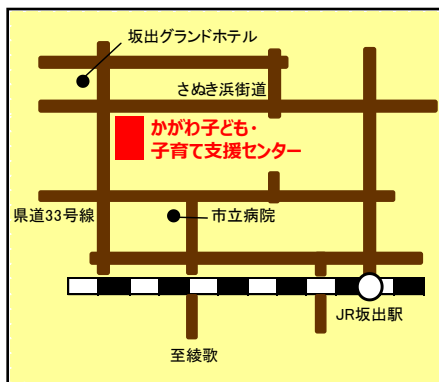 坂出グランドホテル
さぬき浜街道
かがわ子ども・
子育て支援センター
県道33号線
市立病院
JR坂出駅
至綾歌